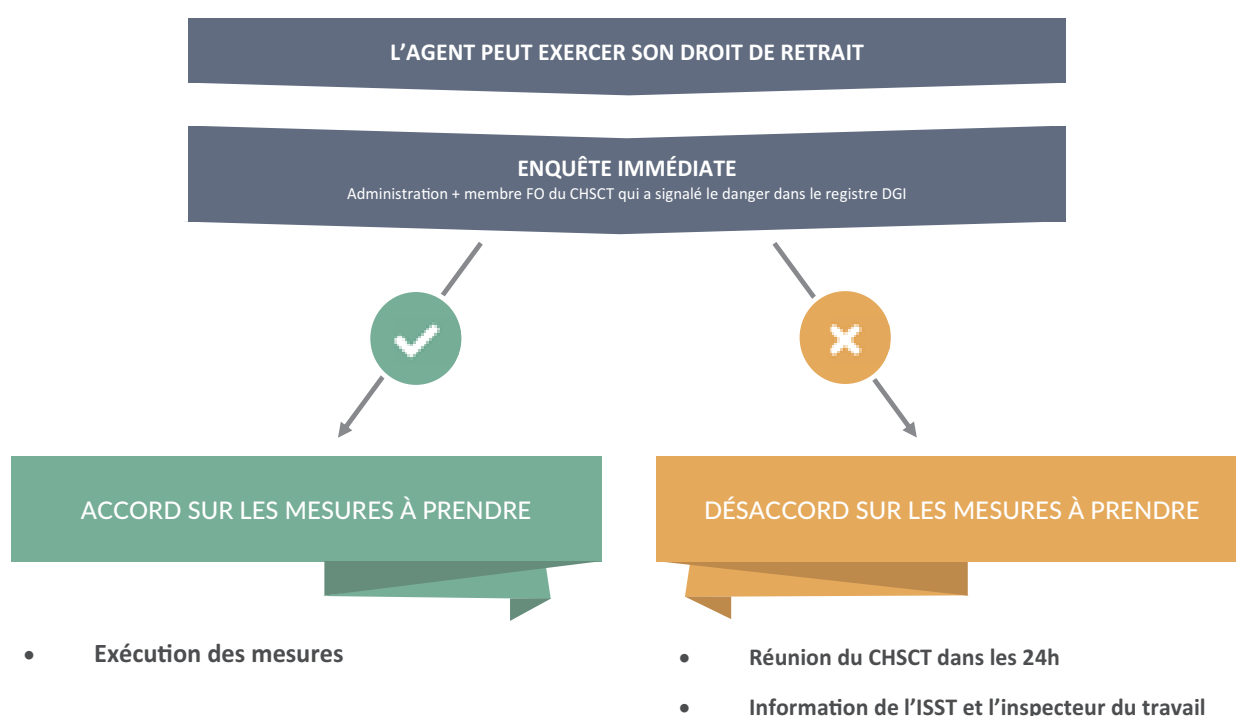 L’AGENT PEUT EXERCER SON DROIT DE RETRAIT
ENQUÊTE IMMÉDIATE
Administration + membre FO du CHSCT qui a signalé le danger dans le registre DGI
ACCORD SUR LES MESURES À PRENDRE
DÉSACCORD SUR LES MESURES À PRENDRE
• Exécution des mesures
• Réunion du CHSCT dans les 24h
• Information de l’ISST et l’inspecteur du travail